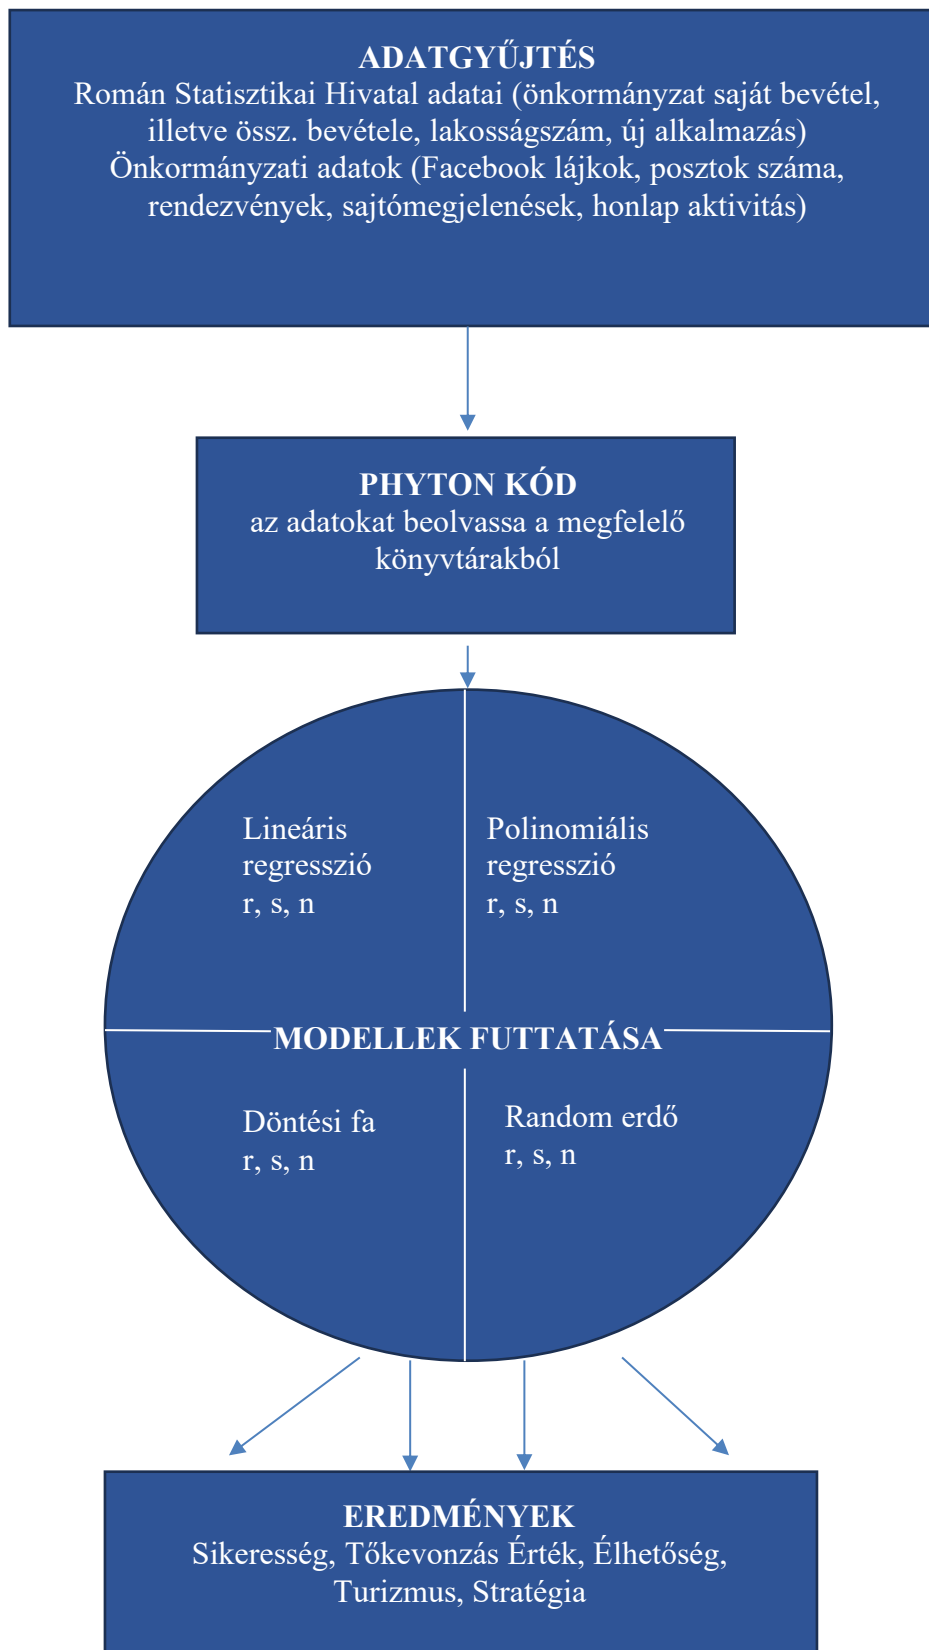 ADATGYŰJTÉS
Román Statisztikai Hivatal adatai (önkormányzat saját bevétel,
illetve össz. bevétele, lakosságszám, új alkalmazás)
Önkormányzati adatok (Facebook lájkok, posztok száma,
rendezvények, sajtómegjelenések, honlap aktivitás)
PHYTON KÓD
az adatokat beolvassa a megfelelő
könyvtárakból
Lineáris
regresszió
r, s, n
Polinomiális
regresszió
r, s, n
MODELLEK FUTTATÁSA
Döntési fa
r, s, n
Random erdő
r, s, n
EREDMÉNYEK
Sikeresség, Tőkevonzás Érték, Élhetőség,
Turizmus, Stratégia